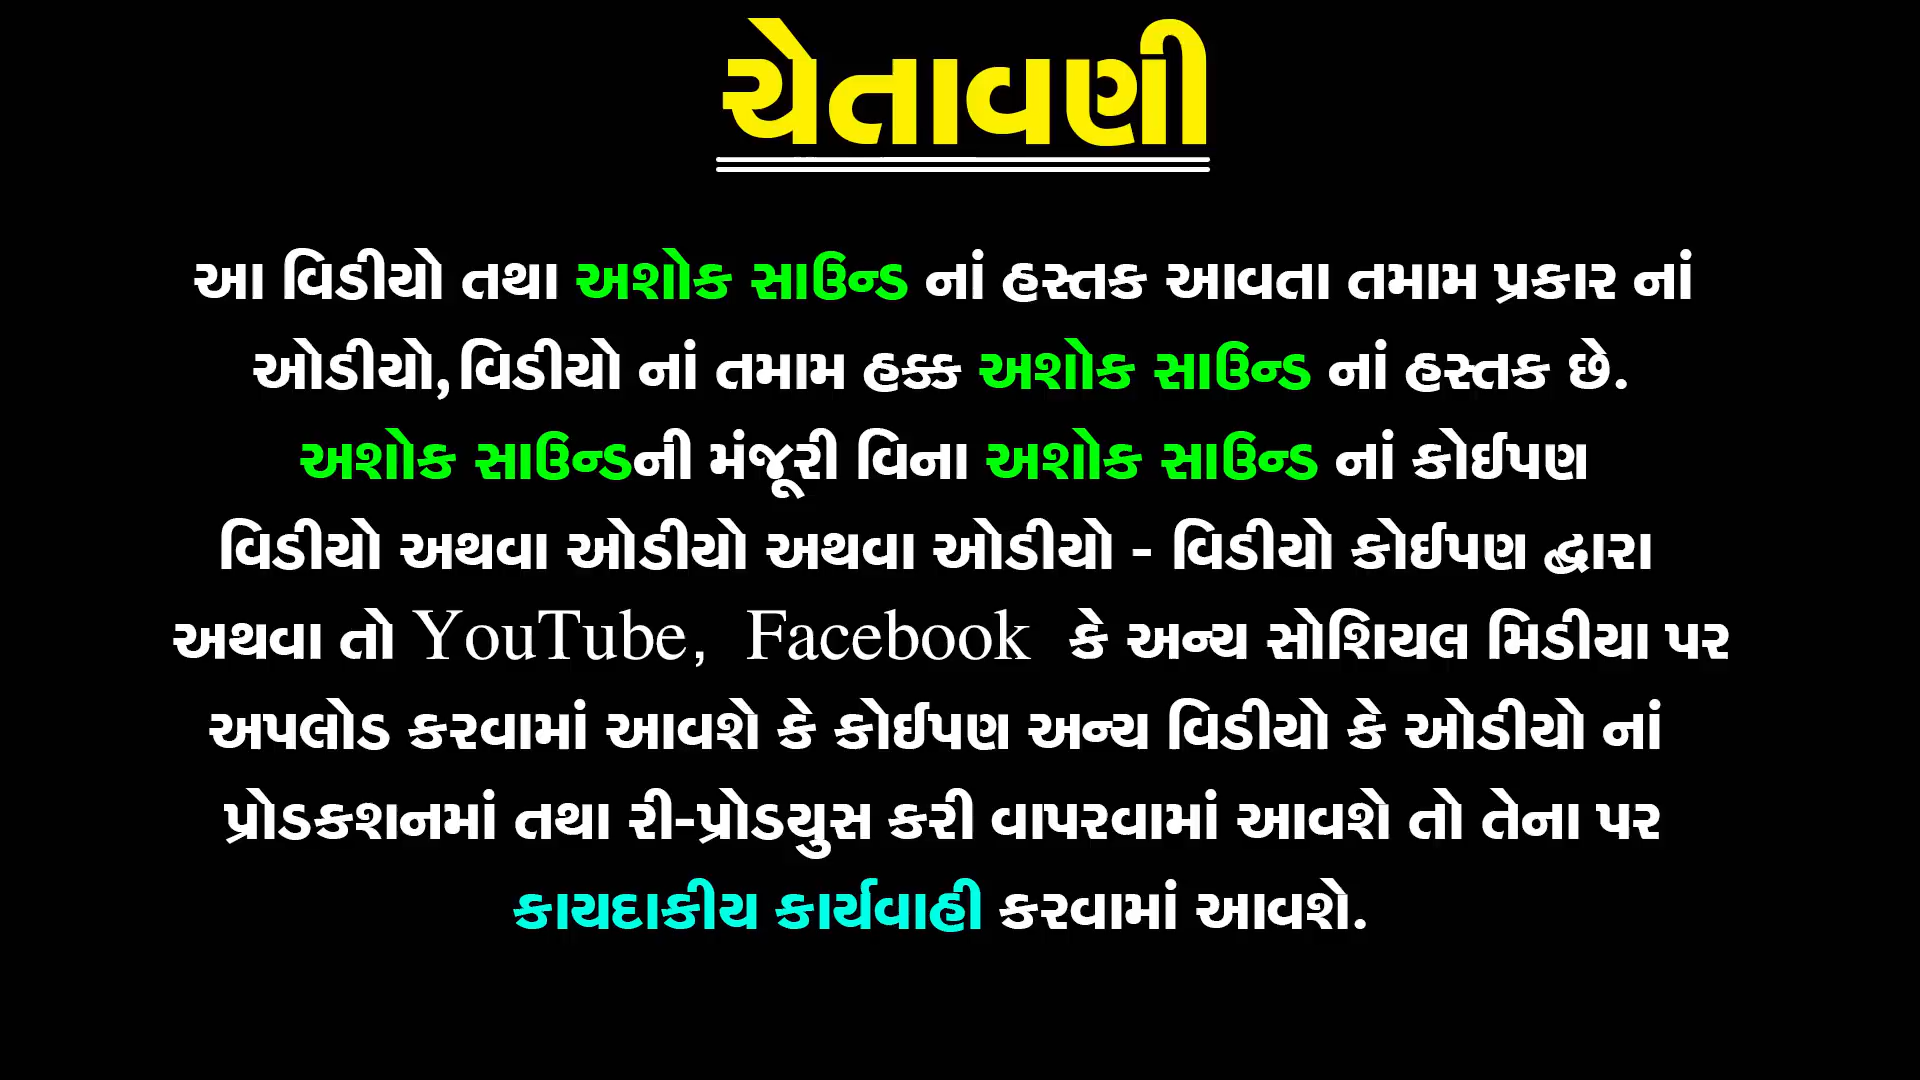 ચેતાવણી
આ વિડીયો તથા અશોક સાઉન્ડ નાં હસ્તક આવતા તમામ પ્રકાર નાં
ઓડીયો,વિડીયો નાં તમામ હક્ક અશોક સાઉન્ડ નાં હસ્તક છે.
અશોક સાઉન્ડની મંજૂરી વિના અશોક સાઉન્ડ નાં કોઈપણ
વિડીયો અથવા ઓડીયો અથવા ઓડીયો - વિડીયો કોઈપણ દ્વારા
અથવા તો YouTube, Facebook કે અન્ય સોશિયલ મિડીયા પર
અપલોડ કરવામાં આવશે કે કોઈપણ અન્ય વિડીયો કે ઓડીયો નાં
પ્રોડકશનમાં તથા રી-પ્રોડયુસ કરી વાપરવામાં આવશે તો તેના પર
કાયદાકીય કાર્યવાહી કરવામાં આવશે.